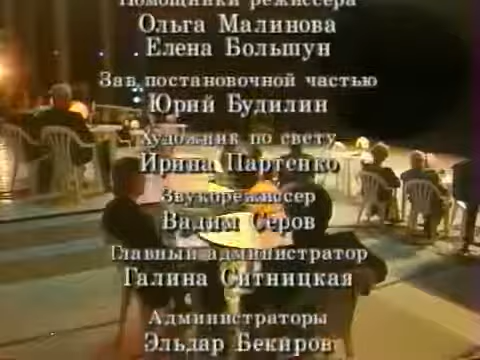 Помощники режиссера
Ольга Малинова
Елена Большун
Зав постановочной частью
Юрий Будилин
Художник по свету
Ирина Партенко
Звукорежиссер
Вадим Серов
Главный администратор
Галина Ситницкая
Администраторы
Эльдар Бекиров